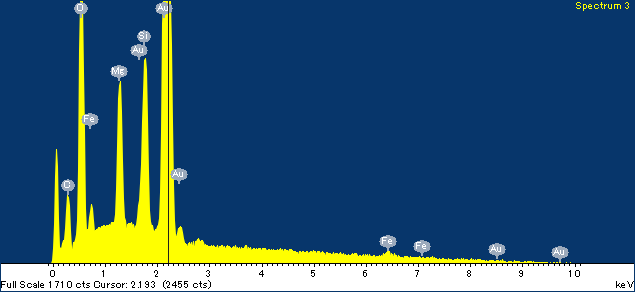 Spectrum 3
O
Au
Si
Au
Mg
Fe
Au
O
Fe
Fe
Au
Au
0 1 2 3 4 5 6 7 8 9 10
Full Scale 1710 cts Cursor: 2.193 (2455 cts) keV